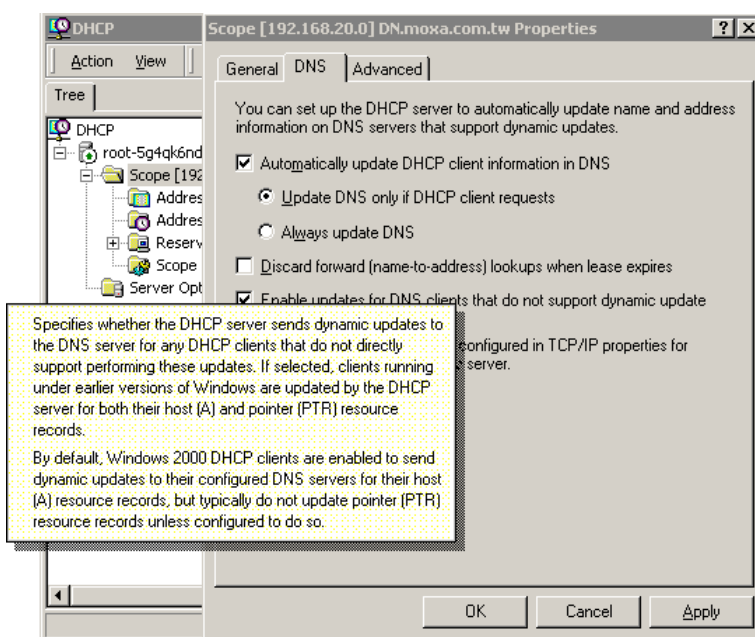 DHCP
Action View
Tree
DHCP
root-5g4qk6nd
Scope [192
Addres
Addres
Reserv
Scope
Server Opt
Scope [192.168.20.0] DN.moxa.com.tw Properties
General DNS Advanced
You can set up the DHCP server to automatically update name and address
information on DNS servers that support dynamic updates.
Automatically update DHCP client information in DNS
Update DNS only if DHCP client requests
Always update DNS
Discard forward (name-to-address) lookups when lease expires
Enable updates for DNS clients that do not support dynamic update
configured in TCP/IP properties for
server.
Specifies whether the DHCP server sends dynamic updates to
the DNS server for any DHCP clients that do not directly
support performing these updates. If selected, clients running
under earlier versions of Windows are updated by the DHCP
server for both their host (A) and pointer (PTR) resource
records.
By default, Windows 2000 DHCP clients are enabled to send
dynamic updates to their configured DNS servers for their host
(A) resource records, but typically do not update pointer (PTR)
resource records unless configured to do so.
OK Cancel Apply